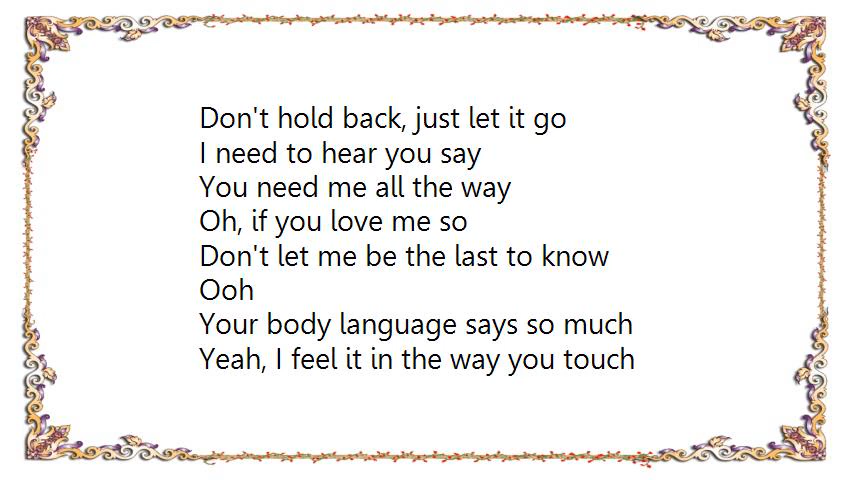 Don't hold back, just let it go
I need to hear you say
You need me all the way
Oh, if you love me so
Don't let me be the last to know
Ooh
Your body language says so much
Yeah, I feel it in the way you touch